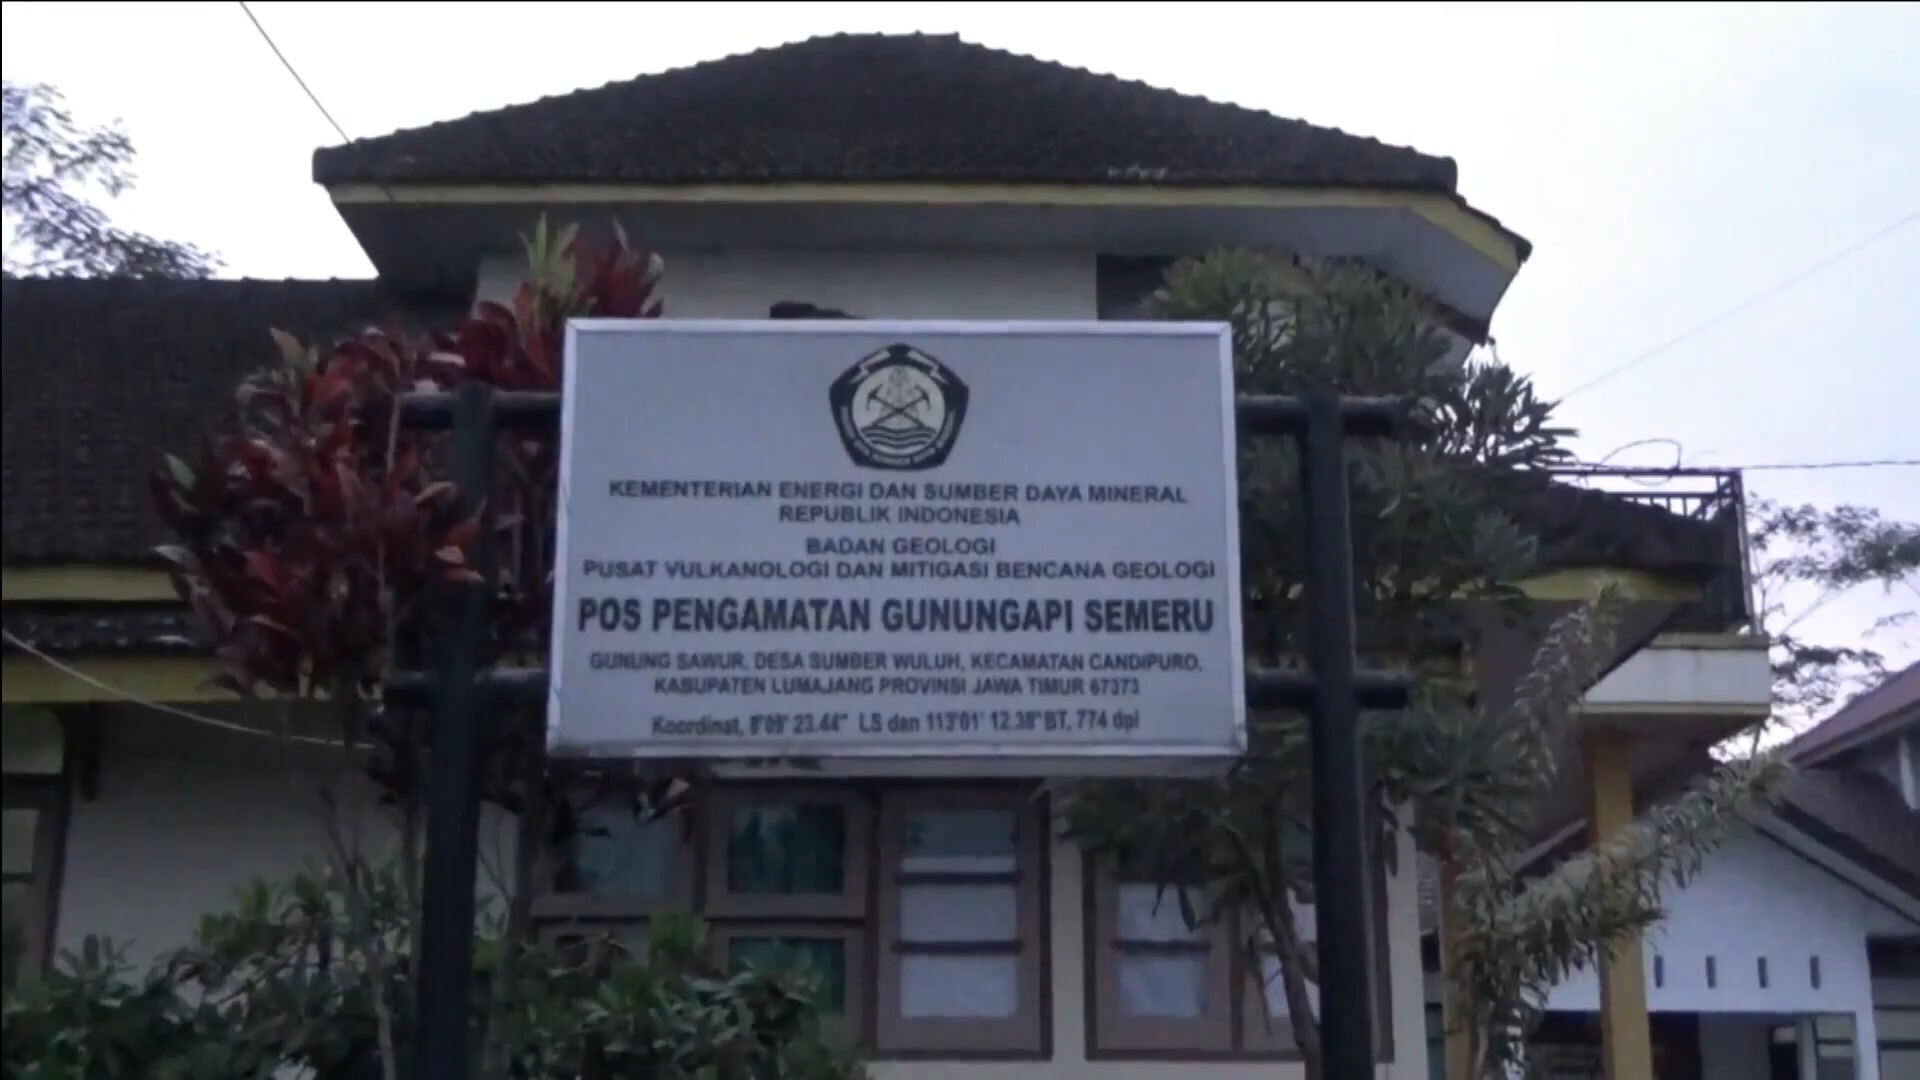 KEMENTERIAN ENERGI DAN SUMBER DAYA MINERAL
REPUBLIK INDONESIA
BADAN GEOLOGI
PUSAT VULKANOLOGI DAN MITIGASI BENCANA GEOLOGI
POS PENGAMATAN GUNUNGAPI SEMERU
GUNUNG SAWUR, DESA SUMBER WULUH, KECAMATAN CANDIPURO,
KABUPATEN LUMAJANG PROVINSI JAWA TIMUR 67373
Koordinat, 8°09' 23.44" LS dan 113°01' 12.38" BT, 774 dpl